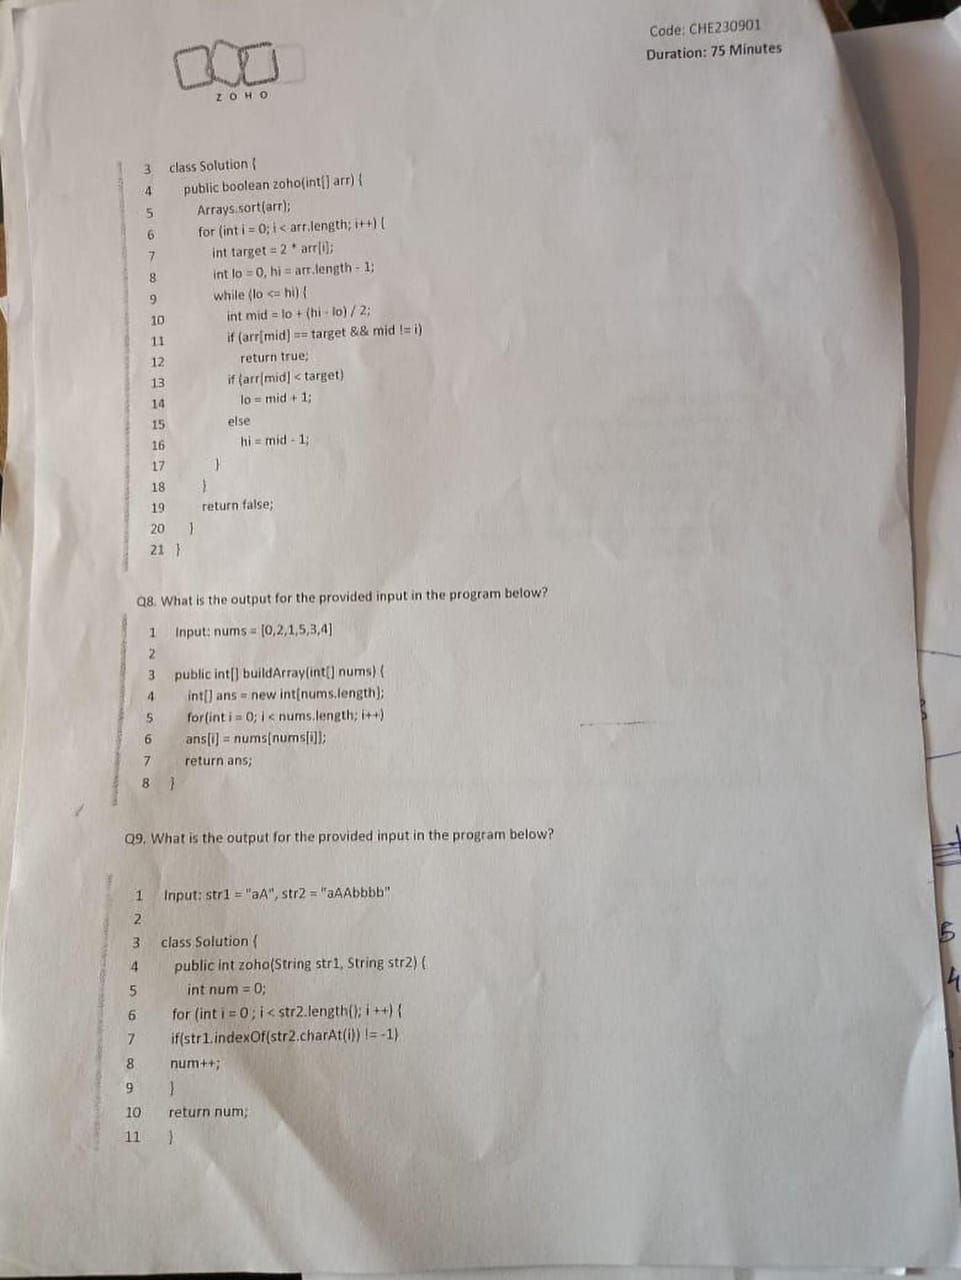 Code: CHE230901
Duration: 75 Minutes
ZOHO
3 class Solution {
4 public boolean zoho(int[] arr) {
5 Arrays.sort(arr);
6 for (int i = 0; i < arr.length; i++) {
7 int target = 2 * arr[i];
8 int lo = 0, hi = arr.length - 1;
9 while (lo <= hi) {
10 int mid = lo + (hi - lo) / 2;
11 if (arr[mid] == target && mid != i)
12 return true;
13 if (arr[mid] < target)
14 lo = mid + 1;
15 else
16 hi = mid - 1;
17 }
18 }
19 return false;
20 }
21 }
Q8. What is the output for the provided input in the program below?
1 Input: nums = [0,2,1,5,3,4]
2
3 public int[] buildArray(int[] nums) {
4 int[] ans = new int[nums.length];
5 for(int i = 0; i < nums.length; i++)
6 ans[i] = nums[nums[i]];
7 return ans;
8 }
Q9. What is the output for the provided input in the program below?
1 Input: str1 = "aA", str2 = "aAAbbbb"
2
3 class Solution {
4 public int zoho(String str1, String str2) {
5 int num = 0;
6 for (int i = 0 ; i < str2.length(); i ++) {
7 if(str1.indexOf(str2.charAt(i)) != -1)
8 num++;
9 }
10 return num;
11 }
5
4